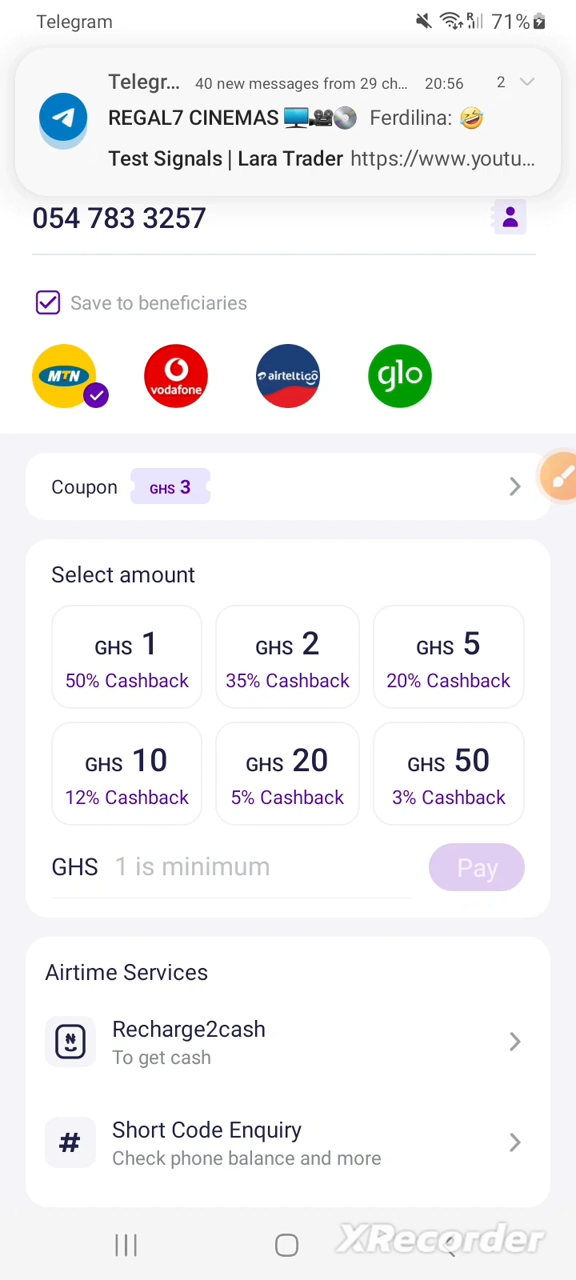 Telegram 71%
Telegr... 40 new messages from 29 ch... 20:56 2
REGAL7 CINEMAS 🖥️🎥💿 Ferdilina: 🤣
Test Signals | Lara Trader https://www.youtu...
054 783 3257
Save to beneficiaries
MTN vodafone airteltigo glo
Coupon GHS 3
Select amount
GHS 1 GHS 2 GHS 5
50% Cashback 35% Cashback 20% Cashback
GHS 10 GHS 20 GHS 50
12% Cashback 5% Cashback 3% Cashback
GHS 1 is minimum Pay
Airtime Services
Recharge2cash
To get cash
# Short Code Enquiry
Check phone balance and more
XRecorder